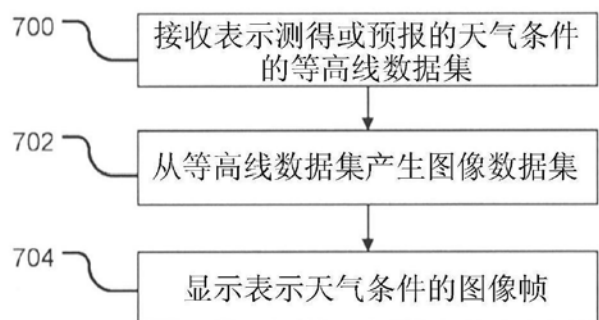 700
接收表示测得或预报的天气条件
的等高线数据集
702
从等高线数据集产生图像数据集
704
显示表示天气条件的图像帧